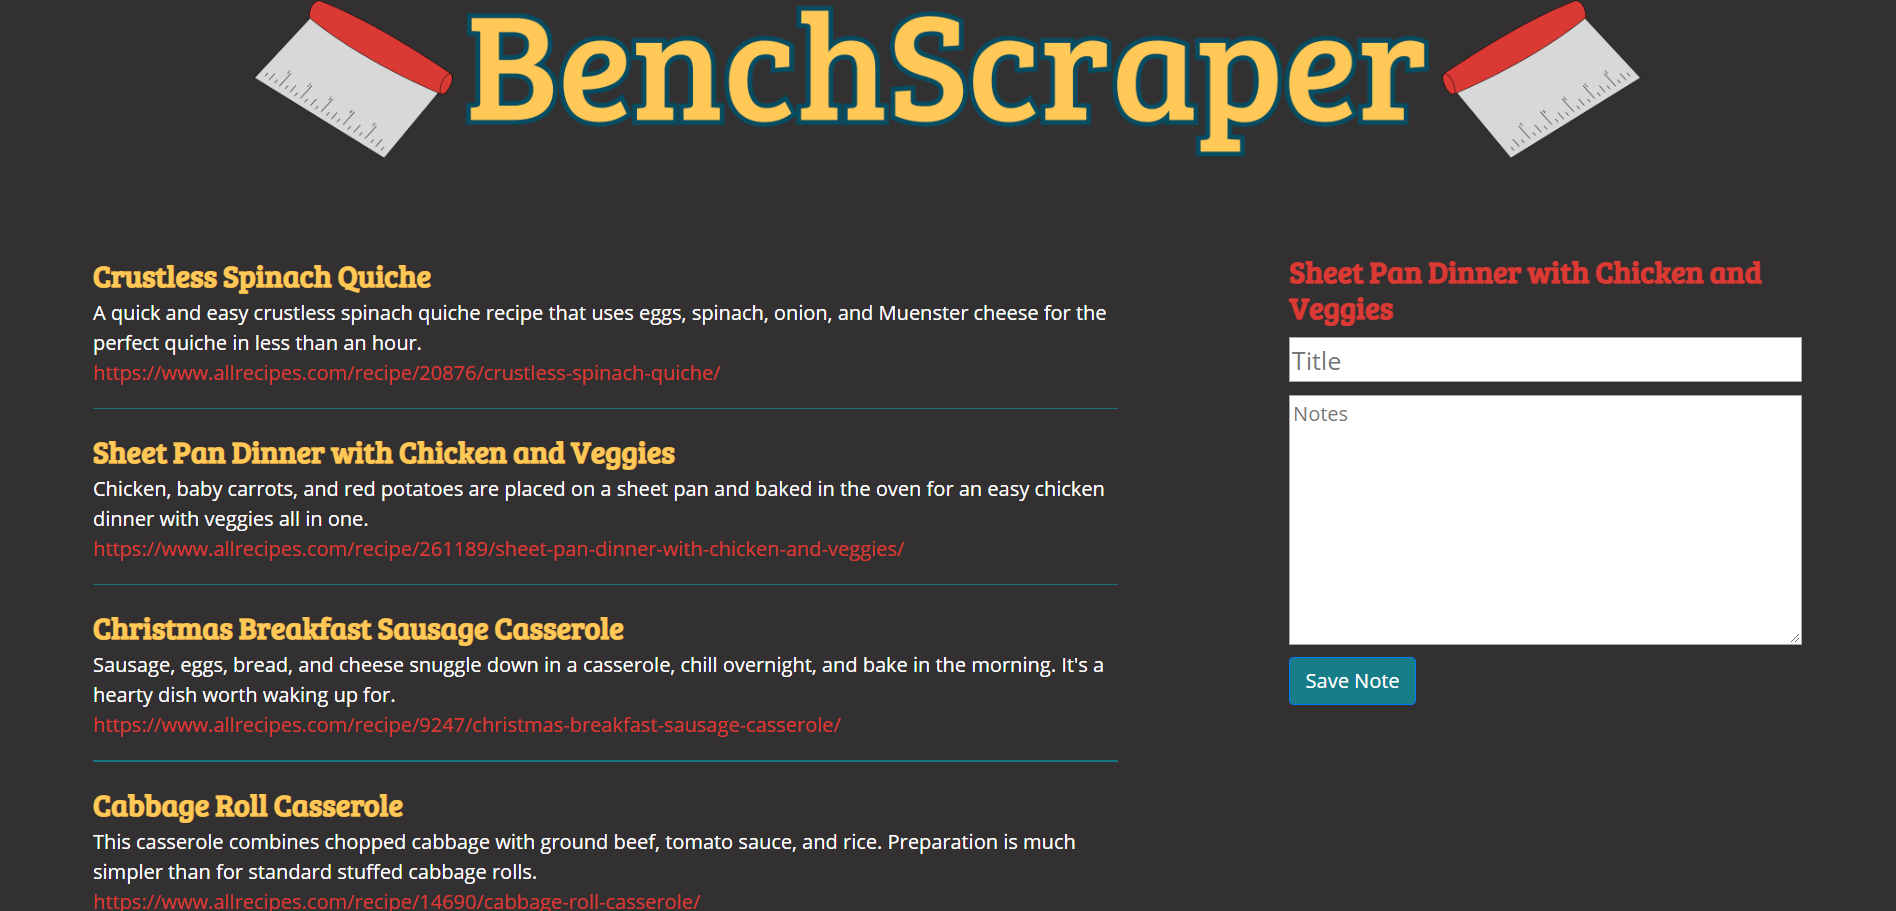 BenchScraper
Crustless Spinach Quiche
A quick and easy crustless spinach quiche recipe that uses eggs, spinach, onion, and Muenster cheese for the
perfect quiche in less than an hour.
https://www.allrecipes.com/recipe/20876/crustless-spinach-quiche/
Sheet Pan Dinner with Chicken and Veggies
Chicken, baby carrots, and red potatoes are placed on a sheet pan and baked in the oven for an easy chicken
dinner with veggies all in one.
https://www.allrecipes.com/recipe/261189/sheet-pan-dinner-with-chicken-and-veggies/
Christmas Breakfast Sausage Casserole
Sausage, eggs, bread, and cheese snuggle down in a casserole, chill overnight, and bake in the morning. It's a
hearty dish worth waking up for.
https://www.allrecipes.com/recipe/9247/christmas-breakfast-sausage-casserole/
Cabbage Roll Casserole
This casserole combines chopped cabbage with ground beef, tomato sauce, and rice. Preparation is much
simpler than for standard stuffed cabbage rolls.
https://www.allrecipes.com/recipe/14690/cabbage-roll-casserole/
Sheet Pan Dinner with Chicken and
Veggies
Title
Notes
Save Note